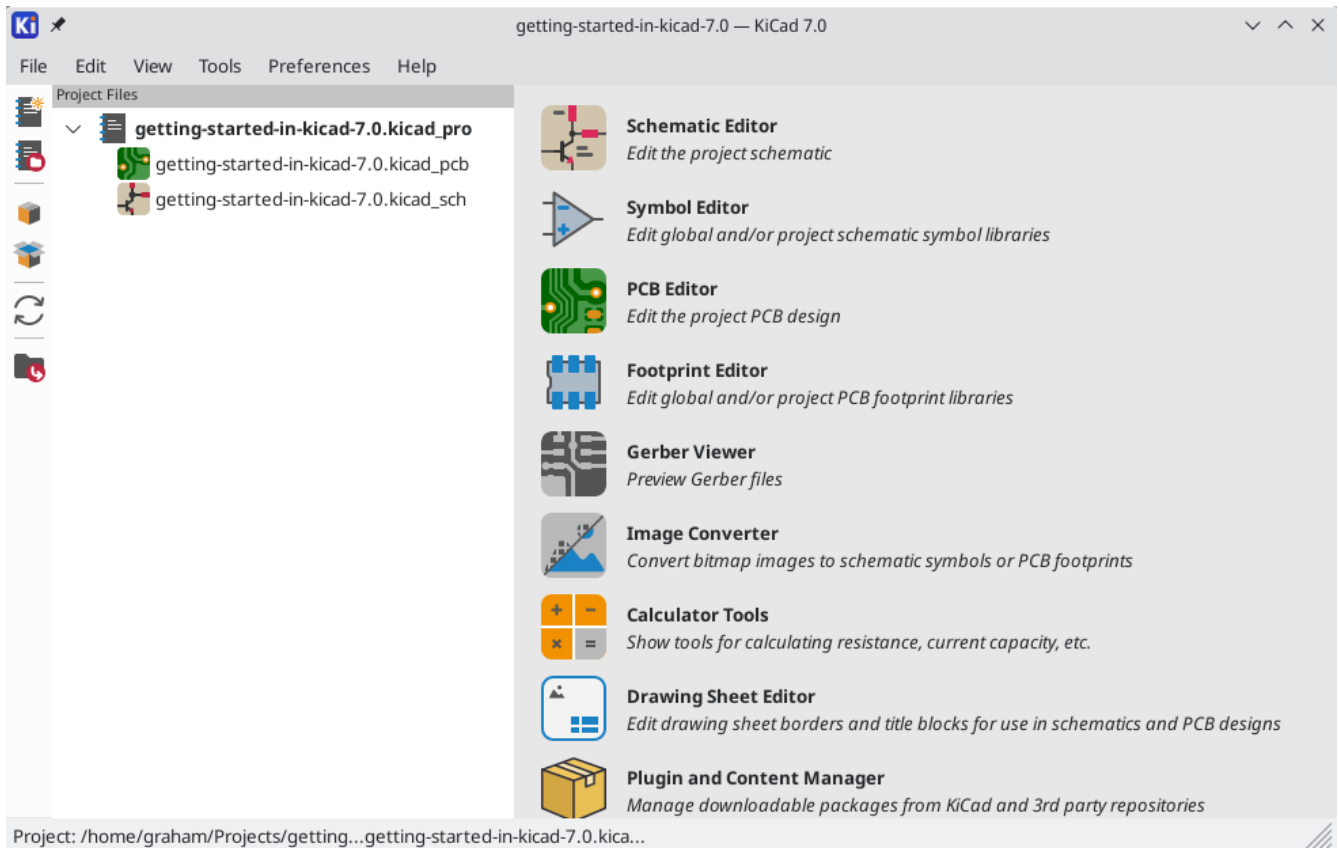 Ki
getting-started-in-kicad-7.0 — KiCad 7.0
File Edit View Tools Preferences Help
Project Files
getting-started-in-kicad-7.0.kicad_pro
getting-started-in-kicad-7.0.kicad_pcb
getting-started-in-kicad-7.0.kicad_sch
Schematic Editor
Edit the project schematic
Symbol Editor
Edit global and/or project schematic symbol libraries
PCB Editor
Edit the project PCB design
Footprint Editor
Edit global and/or project PCB footprint libraries
Gerber Viewer
Preview Gerber files
Image Converter
Convert bitmap images to schematic symbols or PCB footprints
Calculator Tools
Show tools for calculating resistance, current capacity, etc.
Drawing Sheet Editor
Edit drawing sheet borders and title blocks for use in schematics and PCB designs
Plugin and Content Manager
Manage downloadable packages from KiCad and 3rd party repositories
Project: /home/graham/Projects/getting...getting-started-in-kicad-7.0.kica...